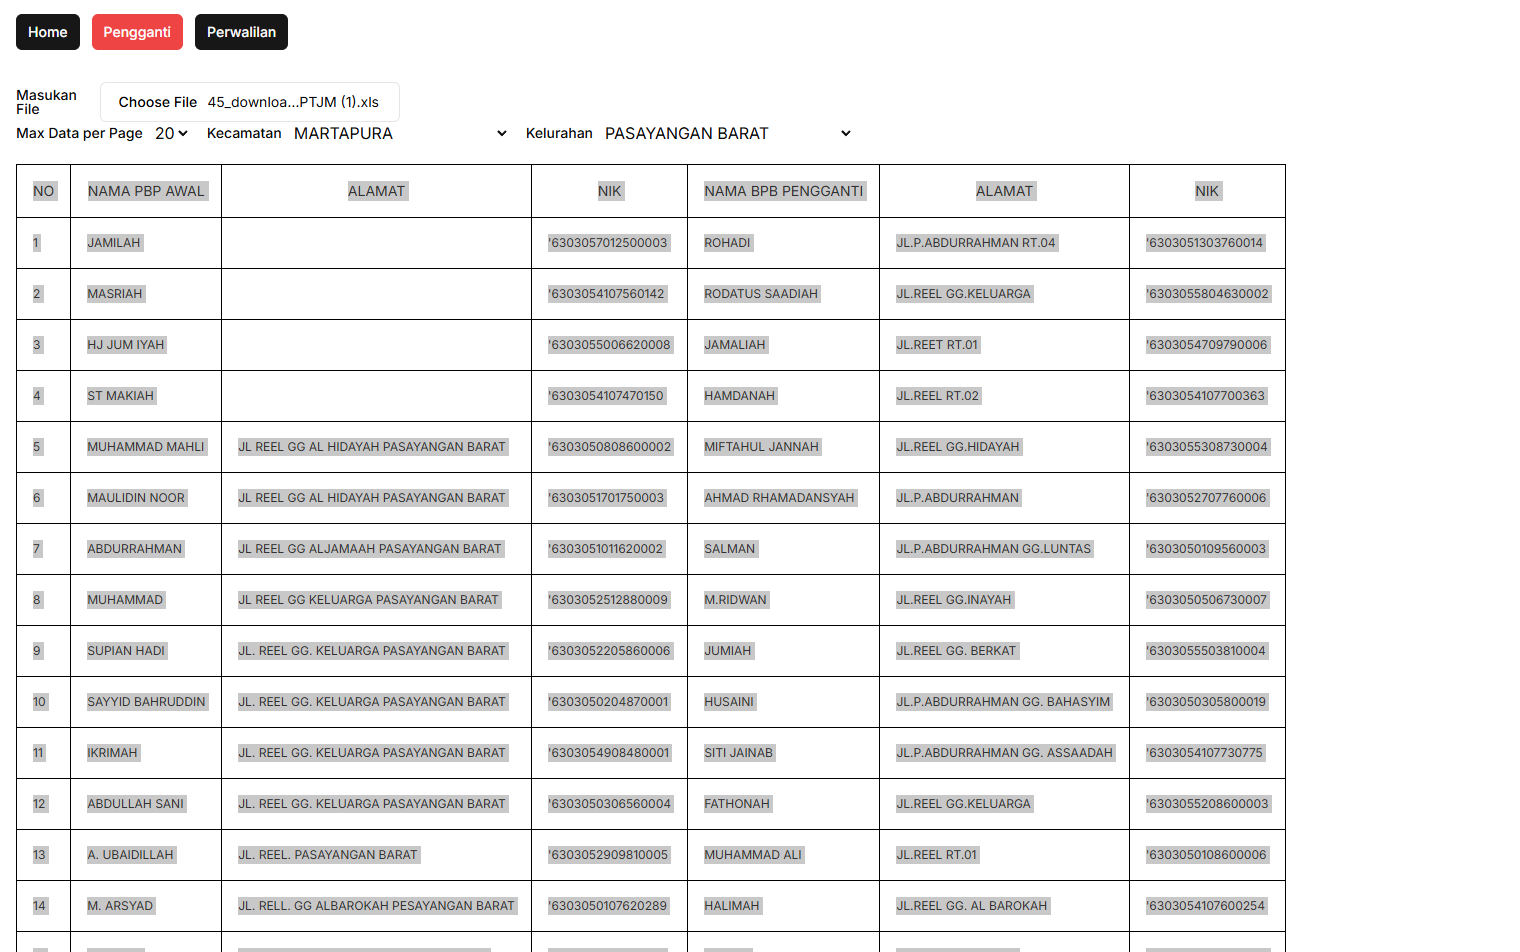 Home Pengganti Perwalilan
Masukan File Choose File 45_downloa...PTJM (1).xls
Max Data per Page 20 Kecamatan MARTAPURA Kelurahan PASAYANGAN BARAT
NO NAMA PBP AWAL ALAMAT NIK NAMA BPB PENGGANTI ALAMAT NIK
1 JAMILAH '6303057012500003 ROHADI JL.P.ABDURRAHMAN RT.04 '6303051303760014
2 MASRIAH '6303054107560142 RODATUS SAADIAH JL.REEL GG.KELUARGA '6303055804630002
3 HJ JUM IYAH '6303055006620008 JAMALIAH JL.REET RT.01 '6303054709790006
4 ST MAKIAH '6303054107470150 HAMDANAH JL.REEL RT.02 '6303054107700363
5 MUHAMMAD MAHLI JL REEL GG AL HIDAYAH PASAYANGAN BARAT '6303050808600002 MIFTAHUL JANNAH JL.REEL GG.HIDAYAH '6303055308730004
6 MAULIDIN NOOR JL REEL GG AL HIDAYAH PASAYANGAN BARAT '6303051701750003 AHMAD RHAMADANSYAH JL.P.ABDURRAHMAN '6303052707760006
7 ABDURRAHMAN JL REEL GG ALJAMAAH PASAYANGAN BARAT '6303051011620002 SALMAN JL.P.ABDURRAHMAN GG.LUNTAS '6303050109560003
8 MUHAMMAD JL REEL GG KELUARGA PASAYANGAN BARAT '6303052512880009 M.RIDWAN JL.REEL GG.INAYAH '6303050506730007
9 SUPIAN HADI JL. REEL GG. KELUARGA PASAYANGAN BARAT '6303052205860006 JUMIAH JL.REEL GG. BERKAT '6303055503810004
10 SAYYID BAHRUDDIN JL. REEL GG. KELUARGA PASAYANGAN BARAT '6303050204870001 HUSAINI JL.P.ABDURRAHMAN GG. BAHASYIM '6303050305800019
11 IKRIMAH JL. REEL GG. KELUARGA PASAYANGAN BARAT '6303054908480001 SITI JAINAB JL.P.ABDURRAHMAN GG. ASSAADAH '6303054107730775
12 ABDULLAH SANI JL. REEL GG. KELUARGA PASAYANGAN BARAT '6303050306560004 FATHONAH JL.REEL GG.KELUARGA '6303055208600003
13 A. UBAIDILLAH JL. REEL. PASAYANGAN BARAT '6303052909810005 MUHAMMAD ALI JL.REEL RT.01 '6303050108600006
14 M. ARSYAD JL. RELL. GG ALBAROKAH PESAYANGAN BARAT '6303050107620289 HALIMAH JL.REEL GG. AL BAROKAH '6303054107600254